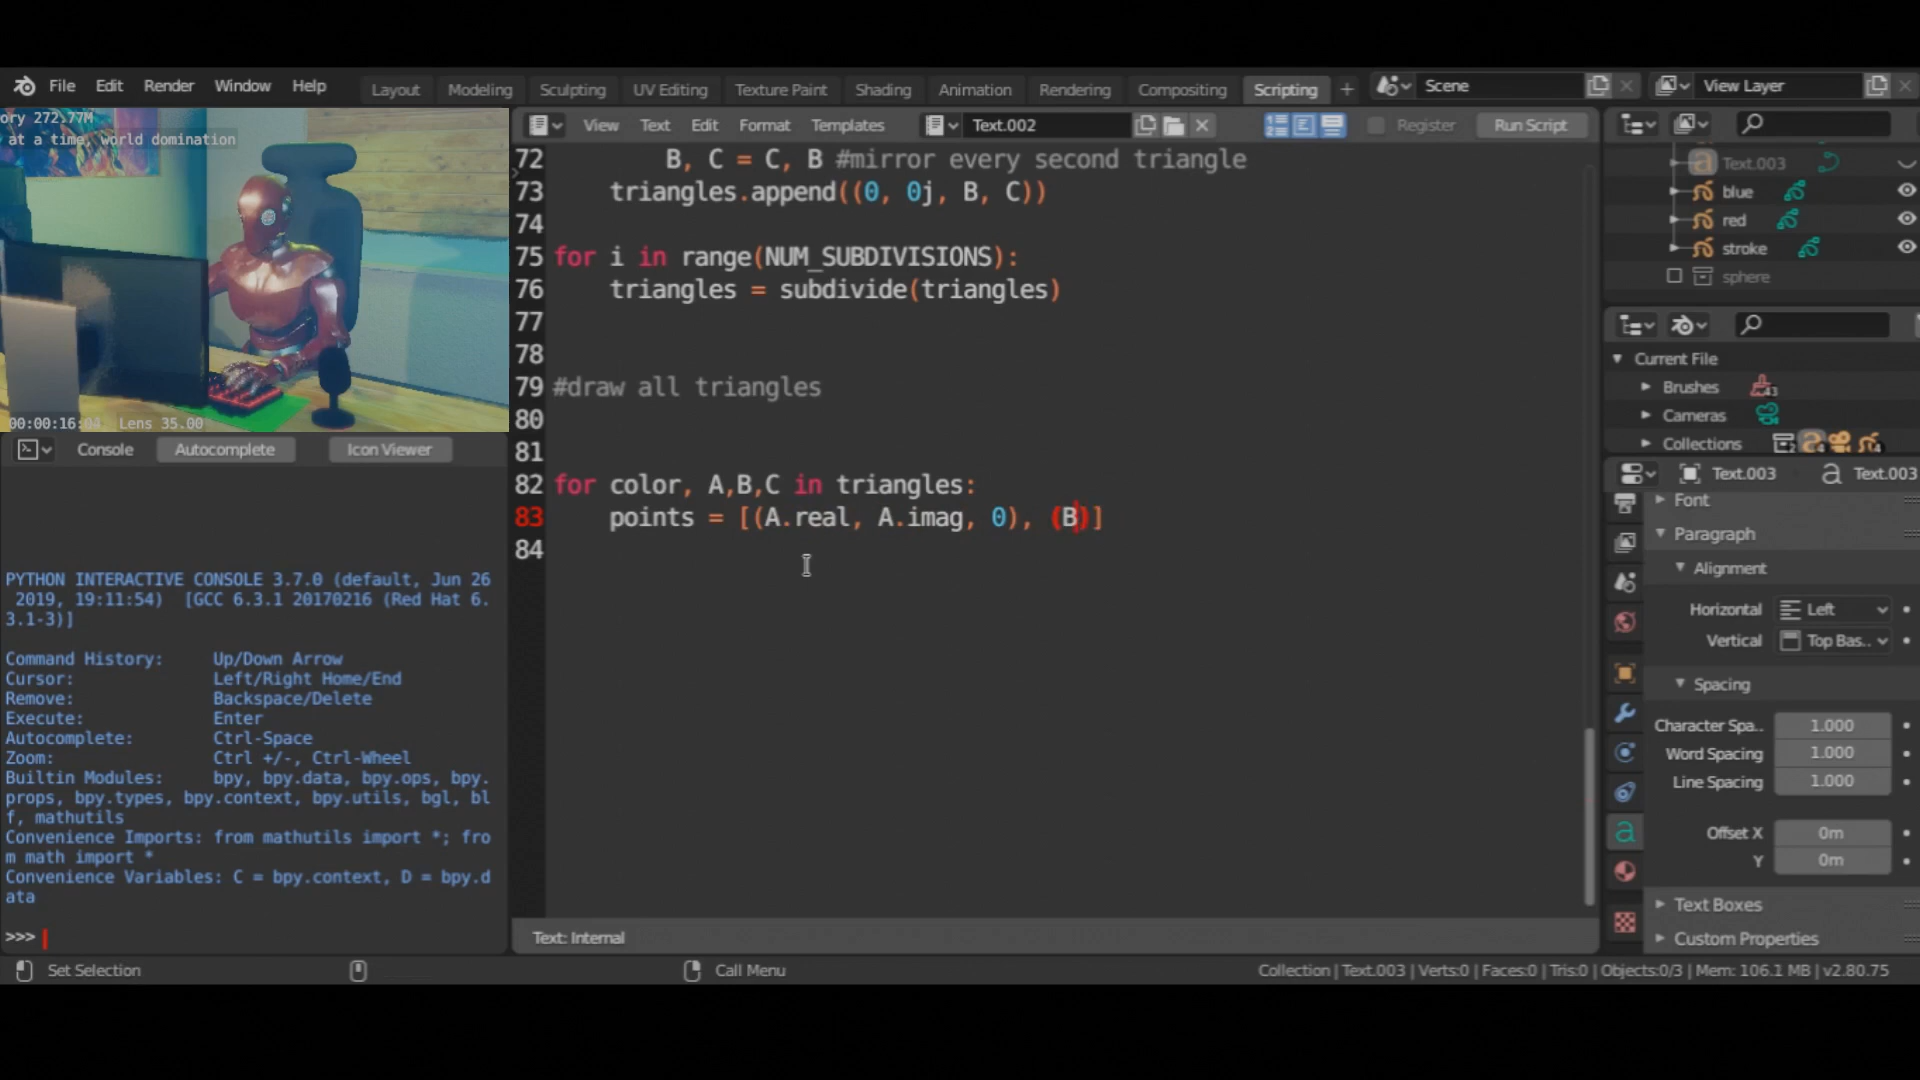 File Edit Render Window Help Layout Modeling Sculpting UV Editing Texture Paint Shading Animation Rendering Compositing Scripting + Scene View Layer
ory 272.77M
at a time, world domination
00:00:16: Lens 35.00
View Text Edit Format Templates Text.002 Register Run Script
72 B, C = C, B #mirror every second triangle
73 triangles.append((0, 0j, B, C))
74
75 for i in range(NUM_SUBDIVISIONS):
76 triangles = subdivide(triangles)
77
78
79 #draw all triangles
80
81
82 for color, A,B,C in triangles:
83 points = [(A.real, A.imag, 0), (B)]
84
Text: Internal
Console Autocomplete Icon Viewer
PYTHON INTERACTIVE CONSOLE 3.7.0 (default, Jun 26
2019, 19:11:54) [GCC 6.3.1 20170216 (Red Hat 6.
3.1-3)]
Command History: Up/Down Arrow
Cursor: Left/Right Home/End
Remove: Backspace/Delete
Execute: Enter
Autocomplete: Ctrl-Space
Zoom: Ctrl +/-, Ctrl-Wheel
Builtin Modules: bpy, bpy.data, bpy.ops, bpy.
props, bpy.types, bpy.context, bpy.utils, bgl, bl
f, mathutils
Convenience Imports: from mathutils import *; fro
m math import *
Convenience Variables: C = bpy.context, D = bpy.d
ata
>>>
Text.003
blue
red
stroke
sphere
Current File
Brushes 43
Cameras
Collections
Text.003 Text.003
Font
Paragraph
Alignment
Horizontal Left
Vertical Top Bas..
Spacing
Character Spa.. 1.000
Word Spacing 1.000
Line Spacing 1.000
Offset X 0m
Y 0m
Text Boxes
Custom Properties
Set Selection Call Menu Collection | Text.003 | Verts:0 | Faces:0 | Tris:0 | Objects:0/3 | Mem: 106.1 MB | v2.80.75